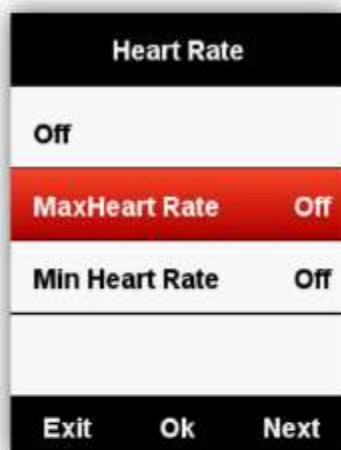 Heart Rate
Off
MaxHeart Rate Off
Min Heart Rate Off
Exit Ok Next